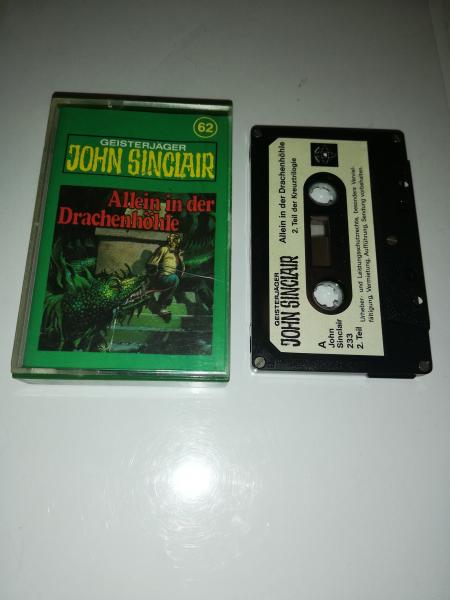 62
GEISTERJÄGER
JOHN SINCLAIR
Allein in der
Drachenhöhle
GEISTERJÄGER
JOHN SINCLAIR
Allein in der Drachenhöhle
2. Teil der Kreuztrilogie
A
John
Sinclair
233
2. Teil
Urheber- und Leistungsschutzrechte, besonders Verviel-
fältigung, Vermietung, Aufführung, Sendung vorbehalten.